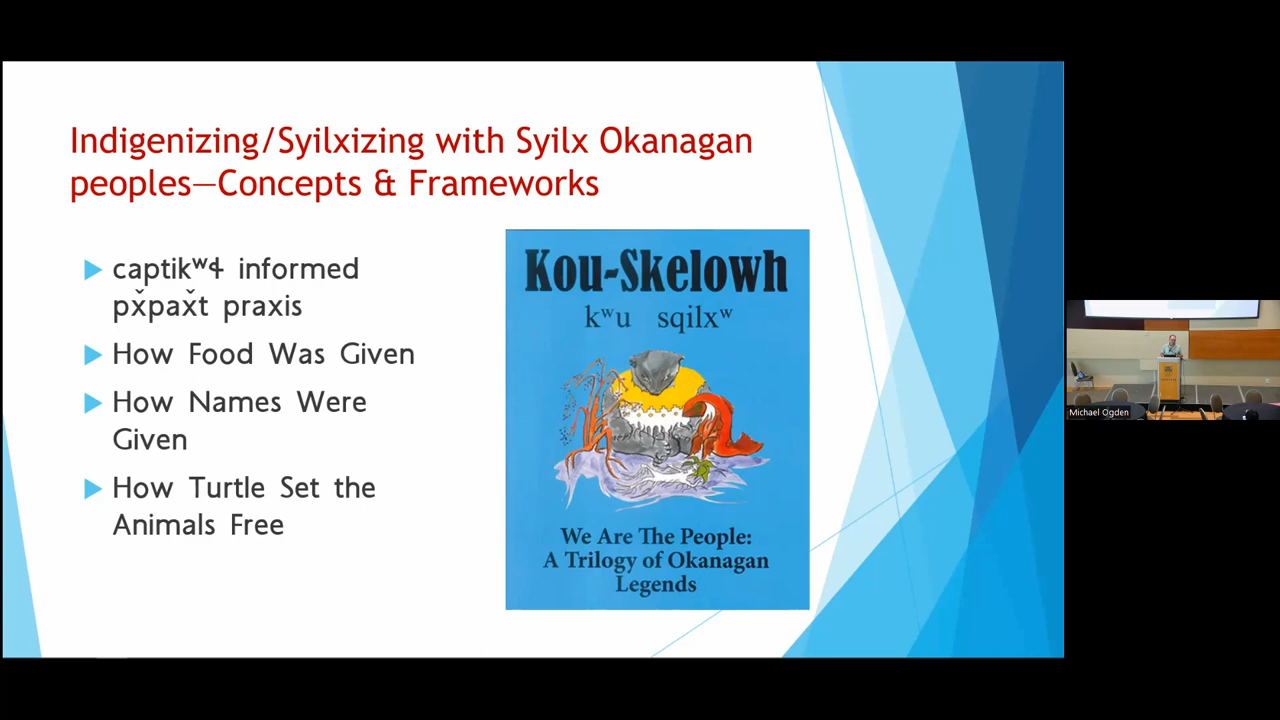 Indigenizing/Syilxizing with Syilx Okanagan
peoples—Concepts & Frameworks
captikʷɬ informed
px̌pax̌t praxis
How Food Was Given
How Names Were
Given
How Turtle Set the
Animals Free
Kou-Skelowh
kʷu sqilxʷ
We Are The People:
A Trilogy of Okanagan
Legends
Michael Ogden